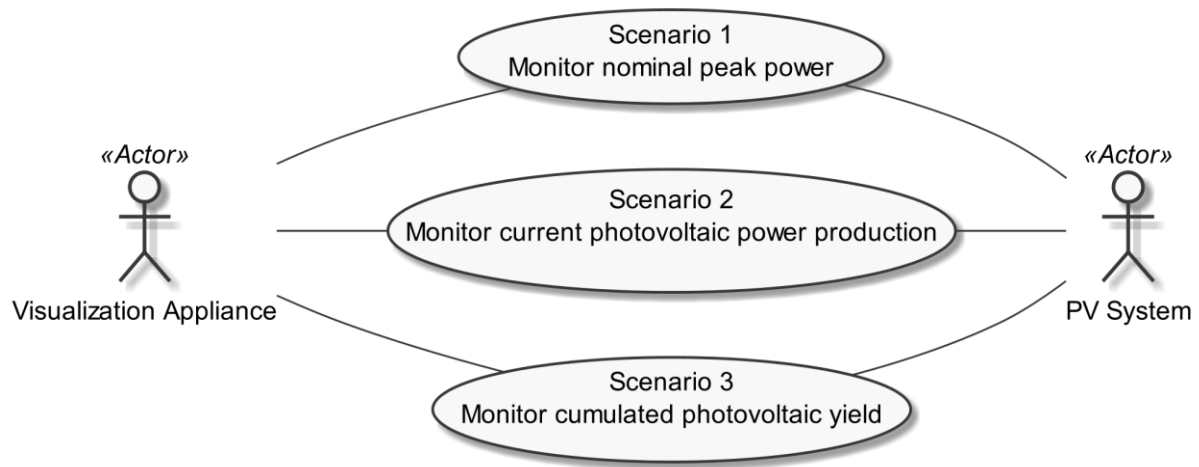 Scenario 1
Monitor nominal peak power
«Actor»
«Actor»
Scenario 2
Monitor current photovoltaic power production
Visualization Appliance
PV System
Scenario 3
Monitor cumulated photovoltaic yield